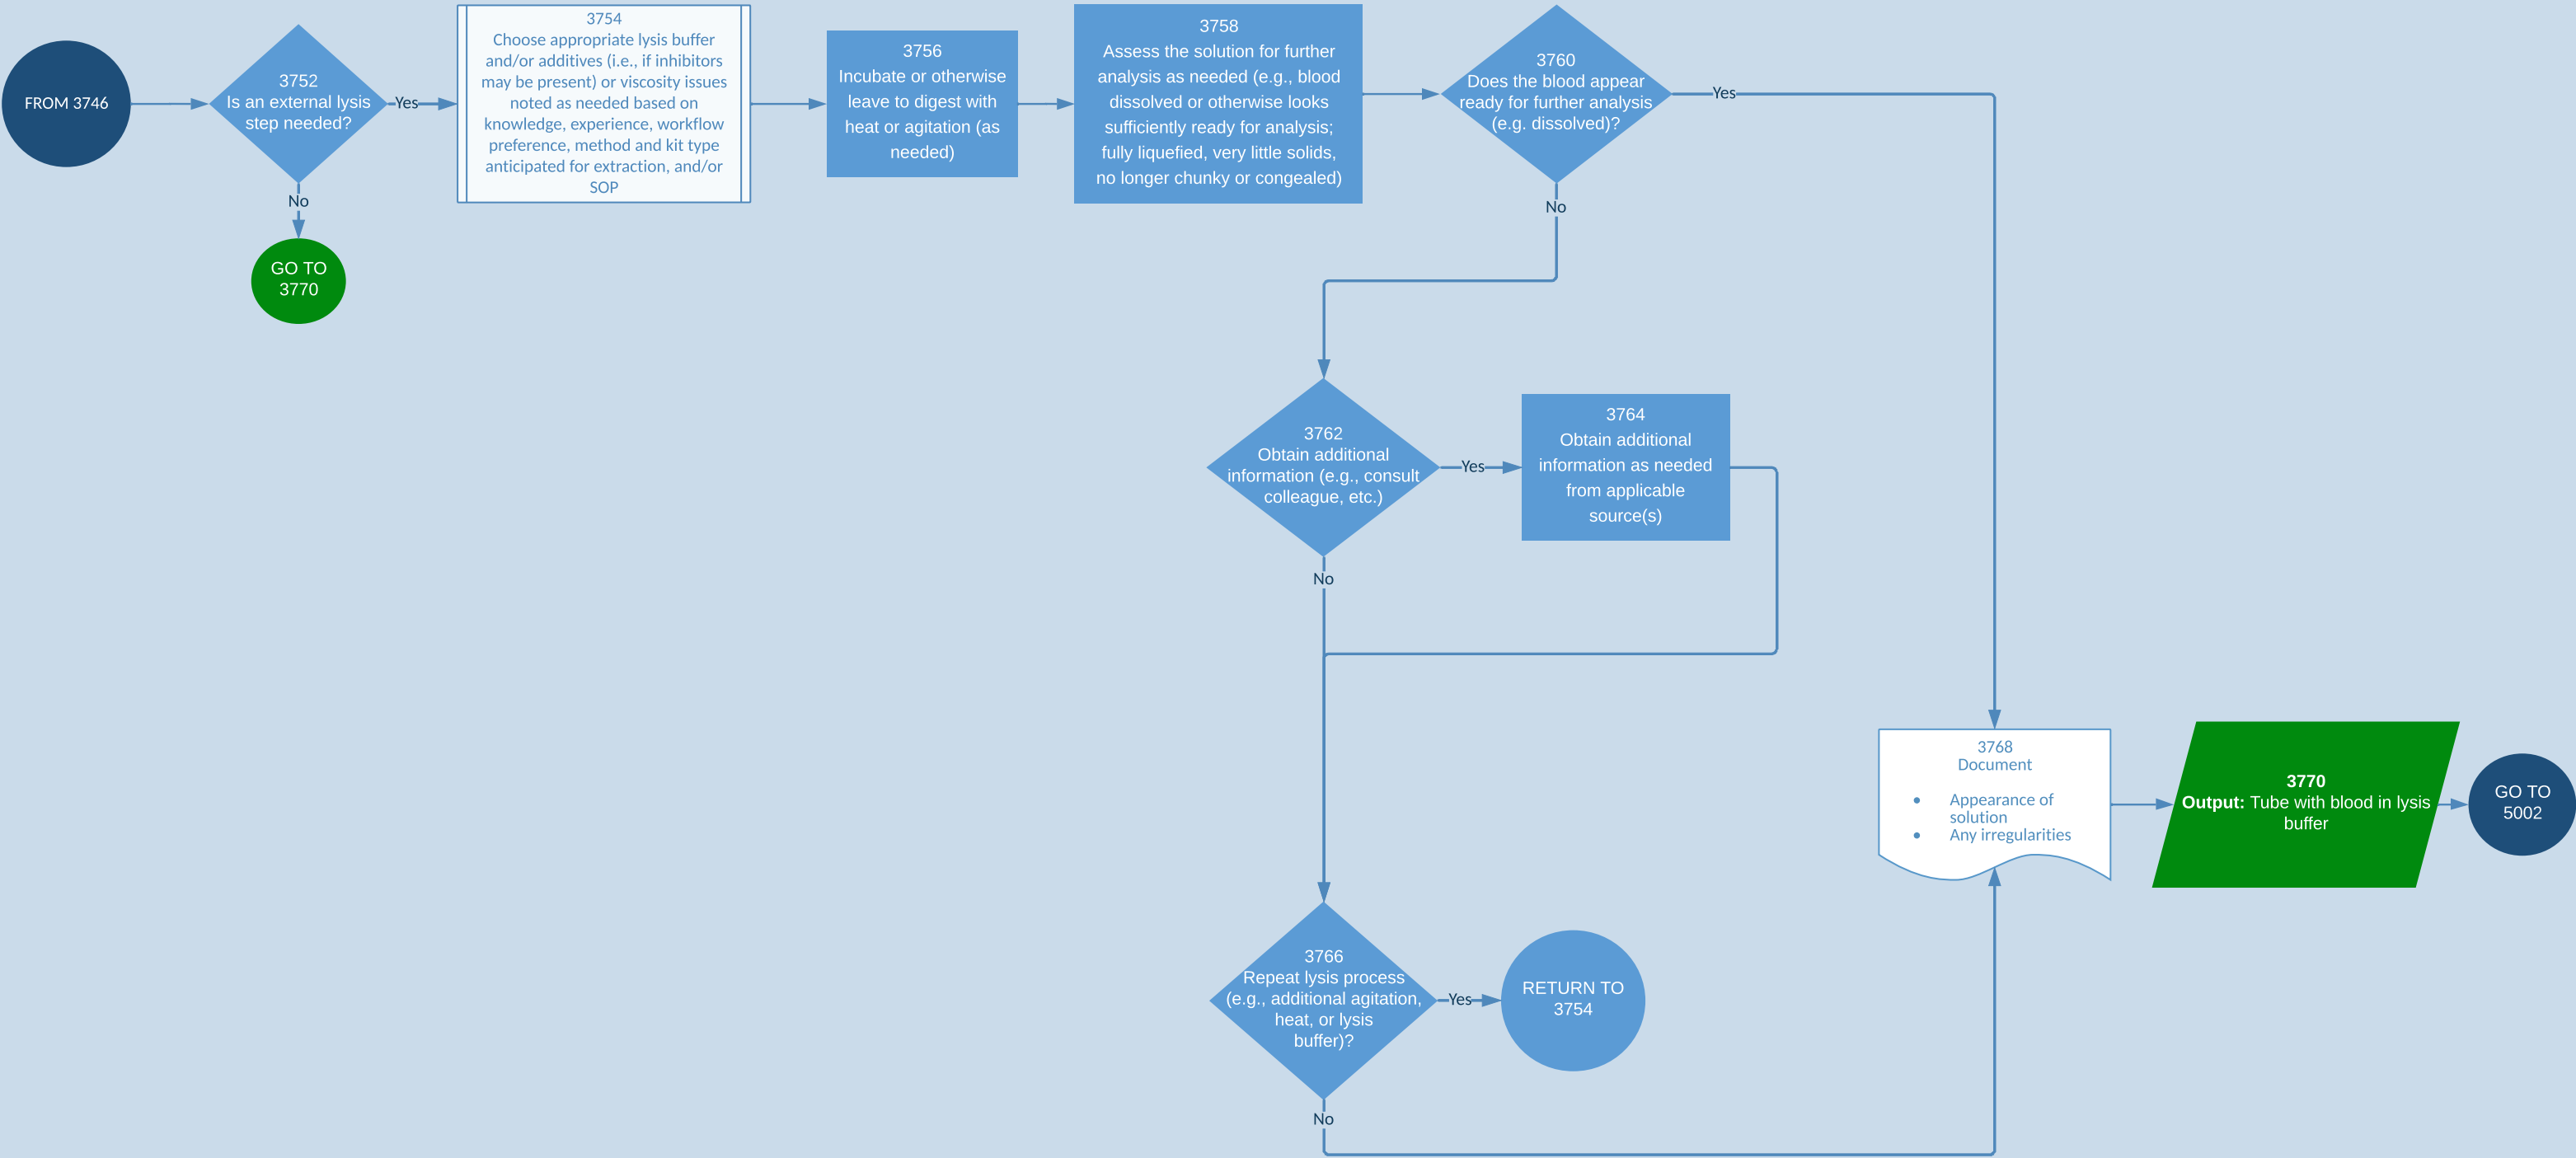 FROM 3746
3752
Is an external lysis
step needed?
Yes
No
GO TO
3770
3754
Choose appropriate lysis buffer
and/or additives (i.e., if inhibitors
may be present) or viscosity issues
noted as needed based on
knowledge, experience, workflow
preference, method and kit type
anticipated for extraction, and/or
SOP
3756
Incubate or otherwise
leave to digest with
heat or agitation (as
needed)
3758
Assess the solution for further
analysis as needed (e.g., blood
dissolved or otherwise looks
sufficiently ready for analysis;
fully liquefied, very little solids,
no longer chunky or congealed)
3760
Does the blood appear
ready for further analysis
(e.g. dissolved)?
Yes
No
3762
Obtain additional
information (e.g., consult
colleague, etc.)
Yes
3764
Obtain additional
information as needed
from applicable
source(s)
No
3766
Repeat lysis process
(e.g., additional agitation,
heat, or lysis
buffer)?
Yes
RETURN TO
3754
No
3768
Document
• Appearance of
solution
• Any irregularities
3770
Output: Tube with blood in lysis
buffer
GO TO
5002